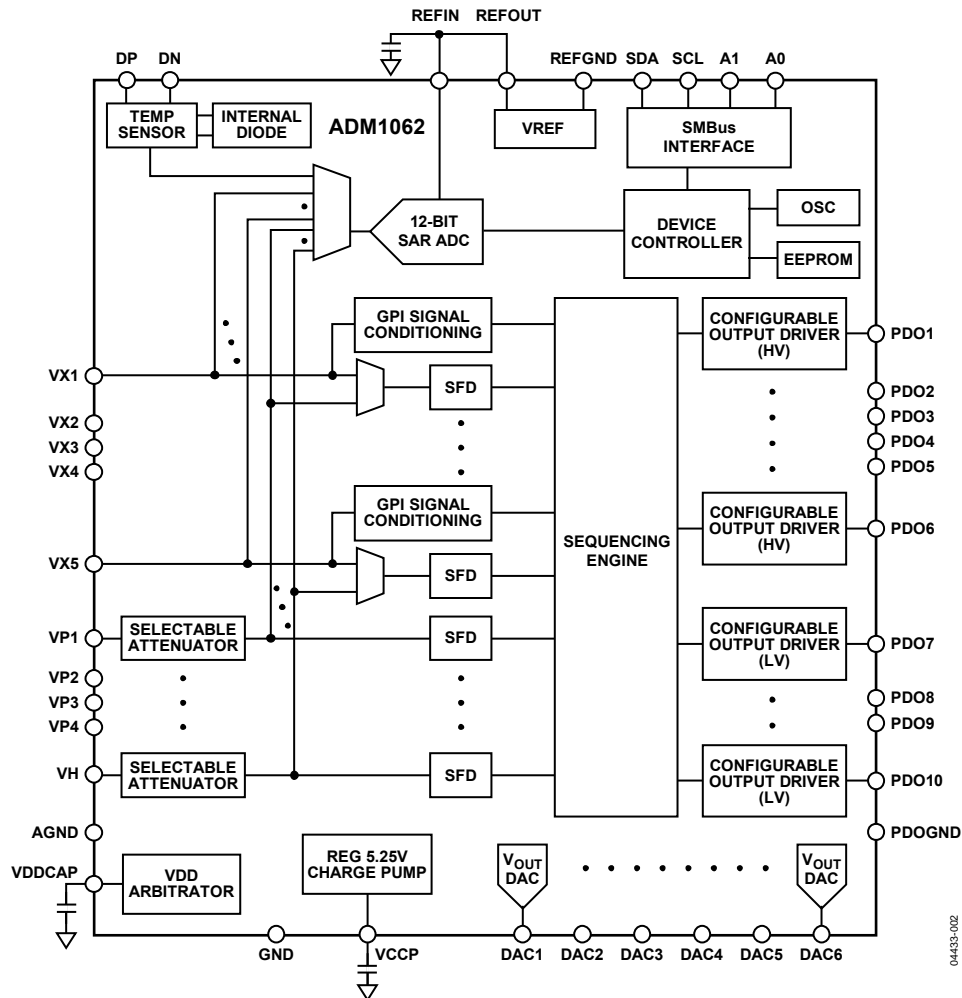 REFIN REFOUT
DP DN REFGND SDA SCL A1 A0
TEMP
SENSOR
INTERNAL
DIODE
ADM1062
VREF
SMBus
INTERFACE
12-BIT
SAR ADC
DEVICE
CONTROLLER
OSC
EEPROM
GPI SIGNAL
CONDITIONING
CONFIGURABLE
OUTPUT DRIVER
(HV)
PDO1
VX1
SFD
PDO2
VX2
PDO3
VX3
PDO4
VX4
PDO5
GPI SIGNAL
CONDITIONING
SEQUENCING
ENGINE
CONFIGURABLE
OUTPUT DRIVER
(HV)
PDO6
VX5
SFD
VP1
SELECTABLE
ATTENUATOR
SFD
CONFIGURABLE
OUTPUT DRIVER
(LV)
PDO7
VP2
PDO8
VP3
PDO9
VP4
VH
SELECTABLE
ATTENUATOR
SFD
CONFIGURABLE
OUTPUT DRIVER
(LV)
PDO10
AGND
PDOGND
VDDCAP
VDD
ARBITRATOR
REG 5.25V
CHARGE PUMP
VOUT
DAC
VOUT
DAC
GND VCCP DAC1 DAC2 DAC3 DAC4 DAC5 DAC6
04433-002